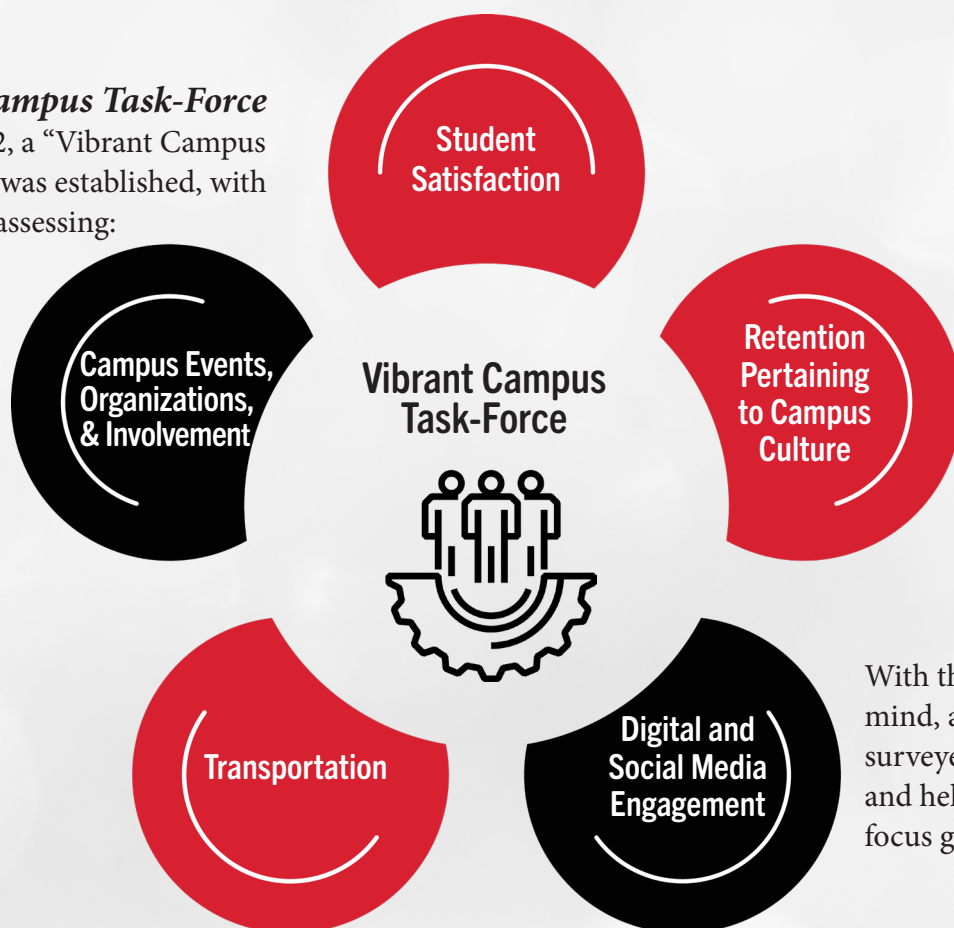 ampus Task-Force
2, a “Vibrant Campus
was established, with
assessing:
Student
Satisfaction
Campus Events,
Organizations,
& Involvement
Vibrant Campus
Task-Force
Retention
Pertaining
to Campus
Culture
Transportation
Digital and
Social Media
Engagement
With th
mind, a
surveye
and hel
focus g